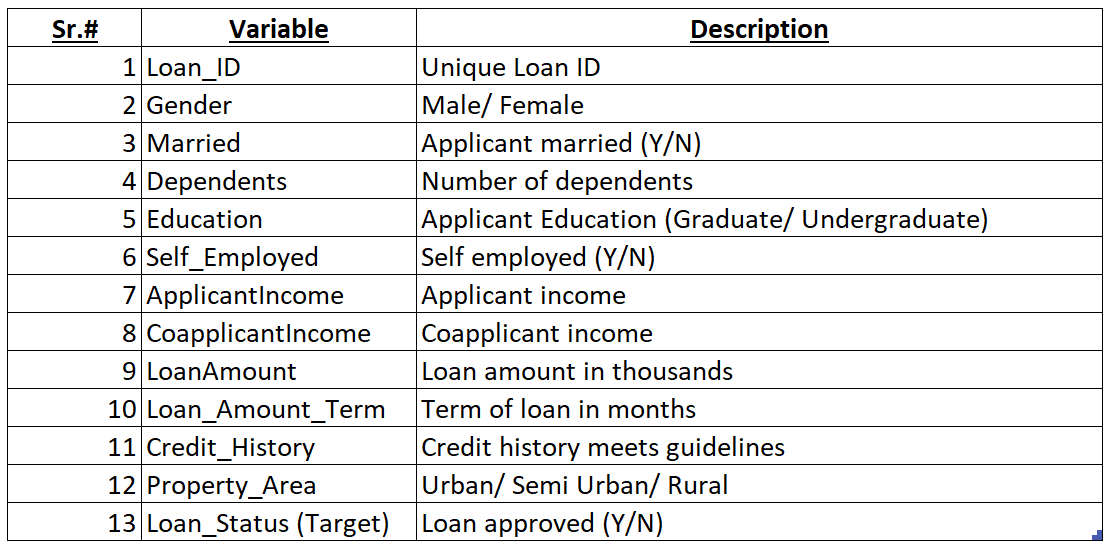 Sr.# Variable Description
1 Loan_ID Unique Loan ID
2 Gender Male/ Female
3 Married Applicant married (Y/N)
4 Dependents Number of dependents
5 Education Applicant Education (Graduate/ Undergraduate)
6 Self_Employed Self employed (Y/N)
7 ApplicantIncome Applicant income
8 CoapplicantIncome Coapplicant income
9 LoanAmount Loan amount in thousands
10 Loan_Amount_Term Term of loan in months
11 Credit_History Credit history meets guidelines
12 Property_Area Urban/ Semi Urban/ Rural
13 Loan_Status (Target) Loan approved (Y/N)